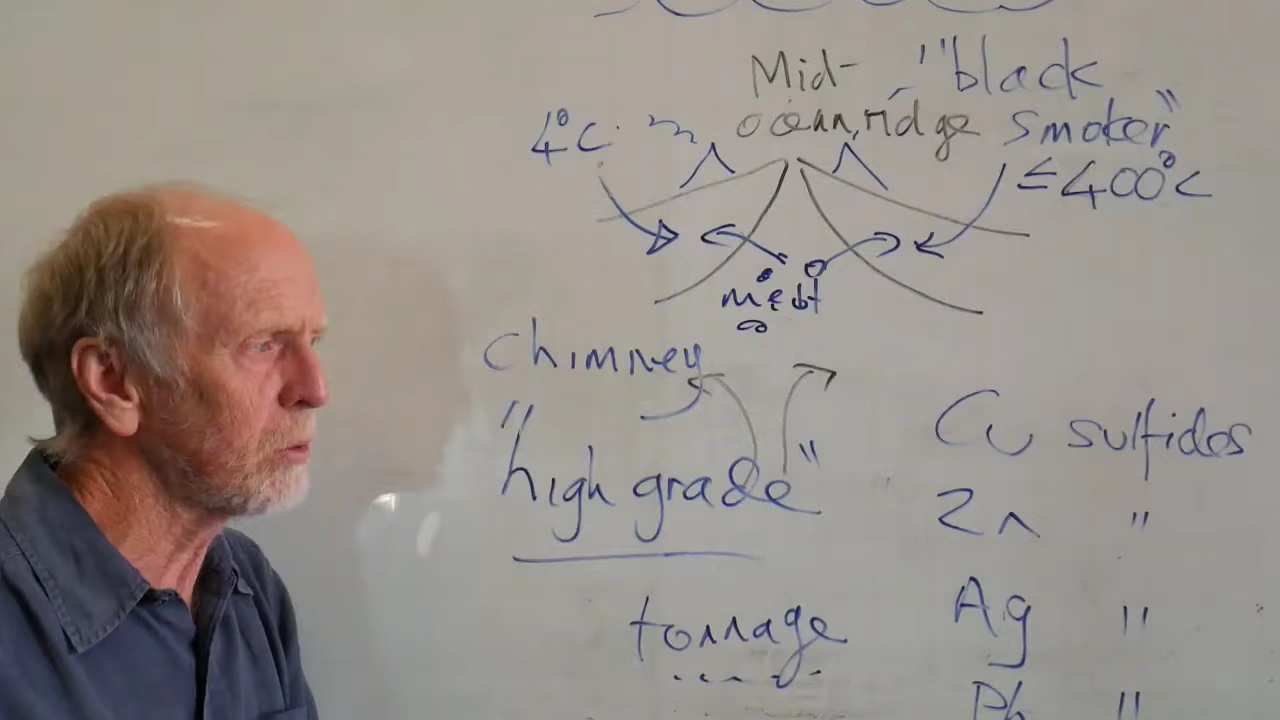 Mid- "black
4°C ocean ridge smoker"
≤400°C
melt
chimney
"high grade"
tonnage
Cu sulfides
Zn "
Ag "
Pb "